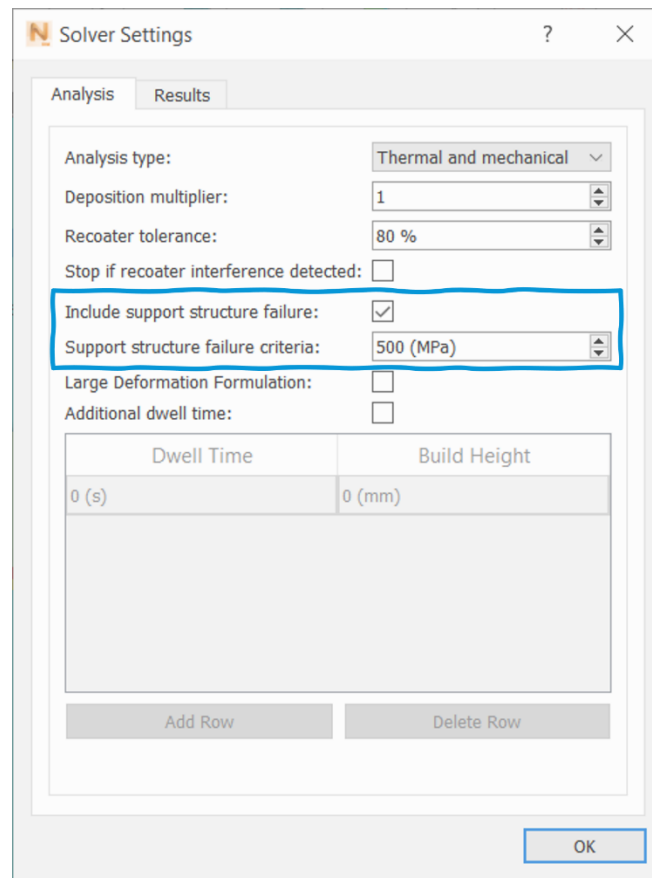 Solver Settings ?
Analysis Results
Analysis type: Thermal and mechanical
Deposition multiplier: 1
Recoater tolerance: 80 %
Stop if recoater interference detected:
Include support structure failure:
Support structure failure criteria: 500 (MPa)
Large Deformation Formulation:
Additional dwell time:
Dwell Time Build Height
0 (s) 0 (mm)
Add Row Delete Row
OK